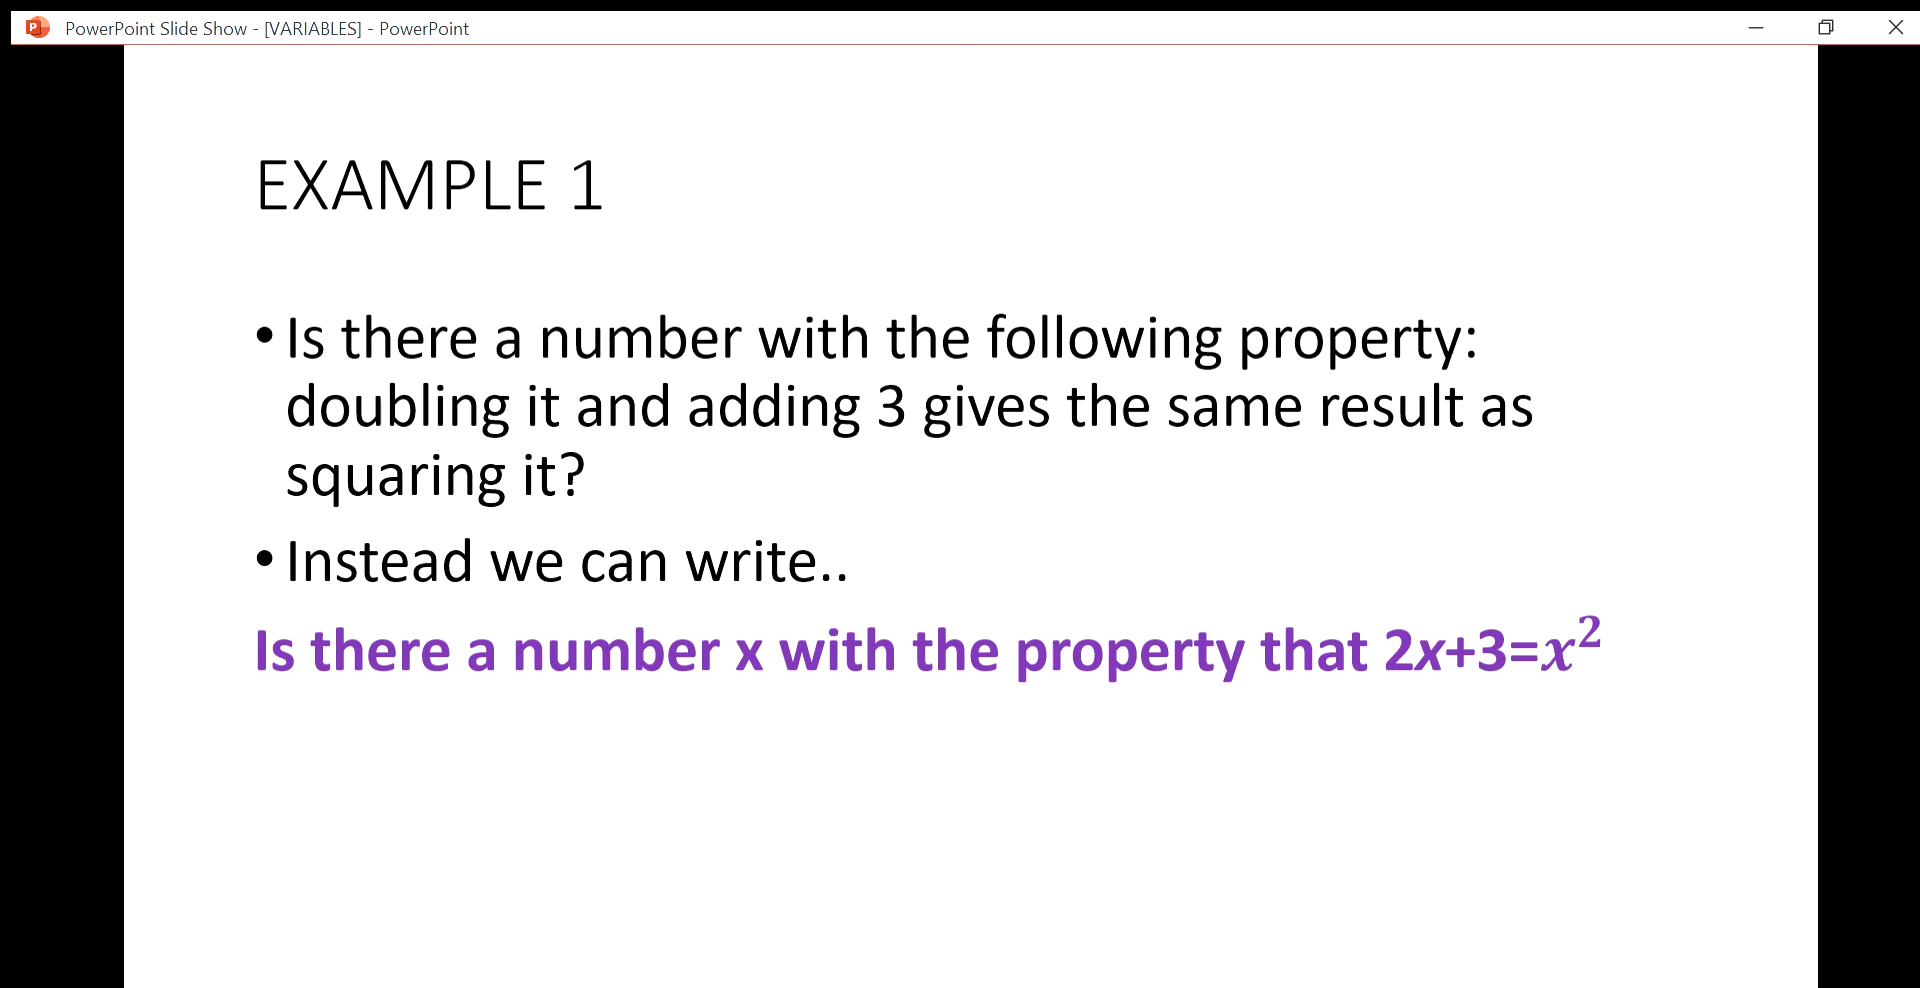 PowerPoint Slide Show - [VARIABLES] - PowerPoint
EXAMPLE 1
• Is there a number with the following property:
doubling it and adding 3 gives the same result as
squaring it?
• Instead we can write..
Is there a number x with the property that 2x+3=x²